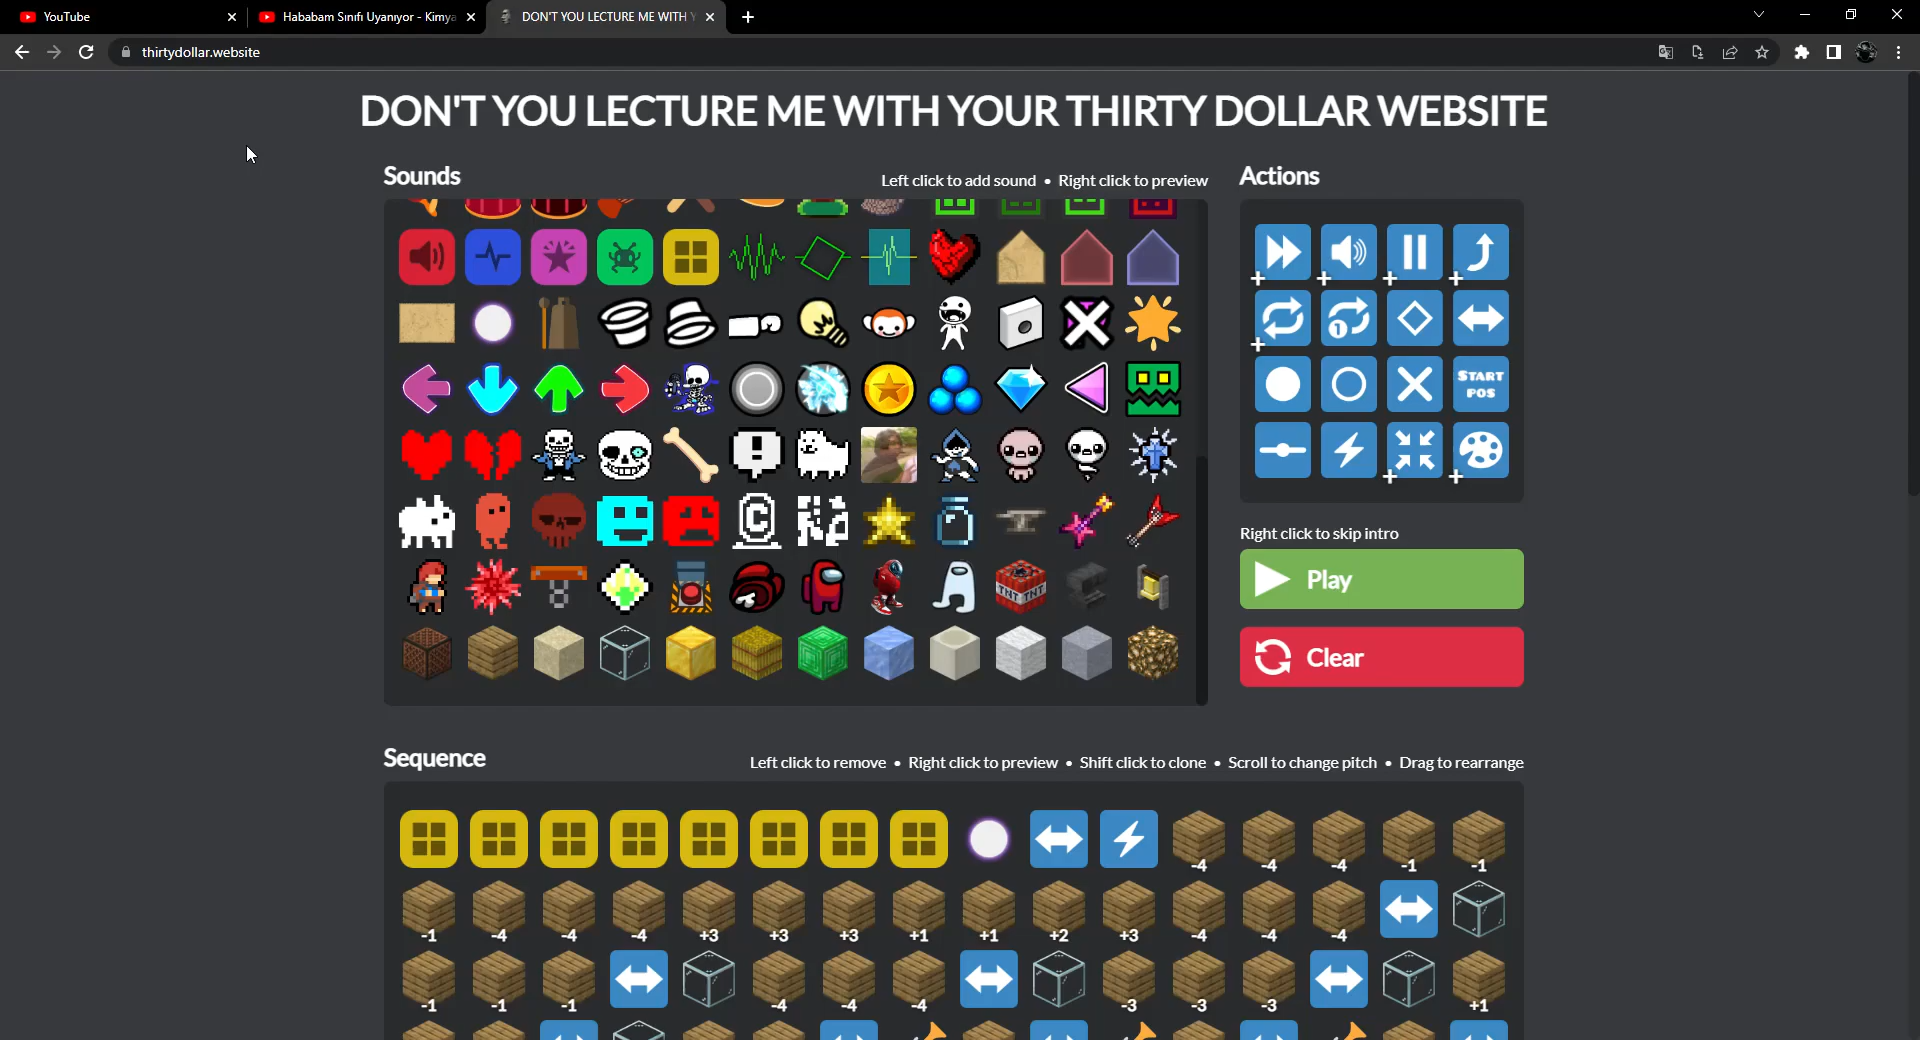 YouTube
Hababam Sınıfı Uyanıyor - Kimya
DON'T YOU LECTURE ME WITH Y
thirtydollar.website
DON'T YOU LECTURE ME WITH YOUR THIRTY DOLLAR WEBSITE
Sounds
Left click to add sound • Right click to preview
Actions
START
POS
TNT TNT
Right click to skip intro
Play
Clear
Sequence
Left click to remove • Right click to preview • Shift click to clone • Scroll to change pitch • Drag to rearrange
-4 -4 -4 -1 -1
-1 -4 -4 -4 +3 +3 +3 +1 +1 +2 +3 -4 -4 -4
-1 -1 -1 -4 -4 -4 -3 -3 -3 +1